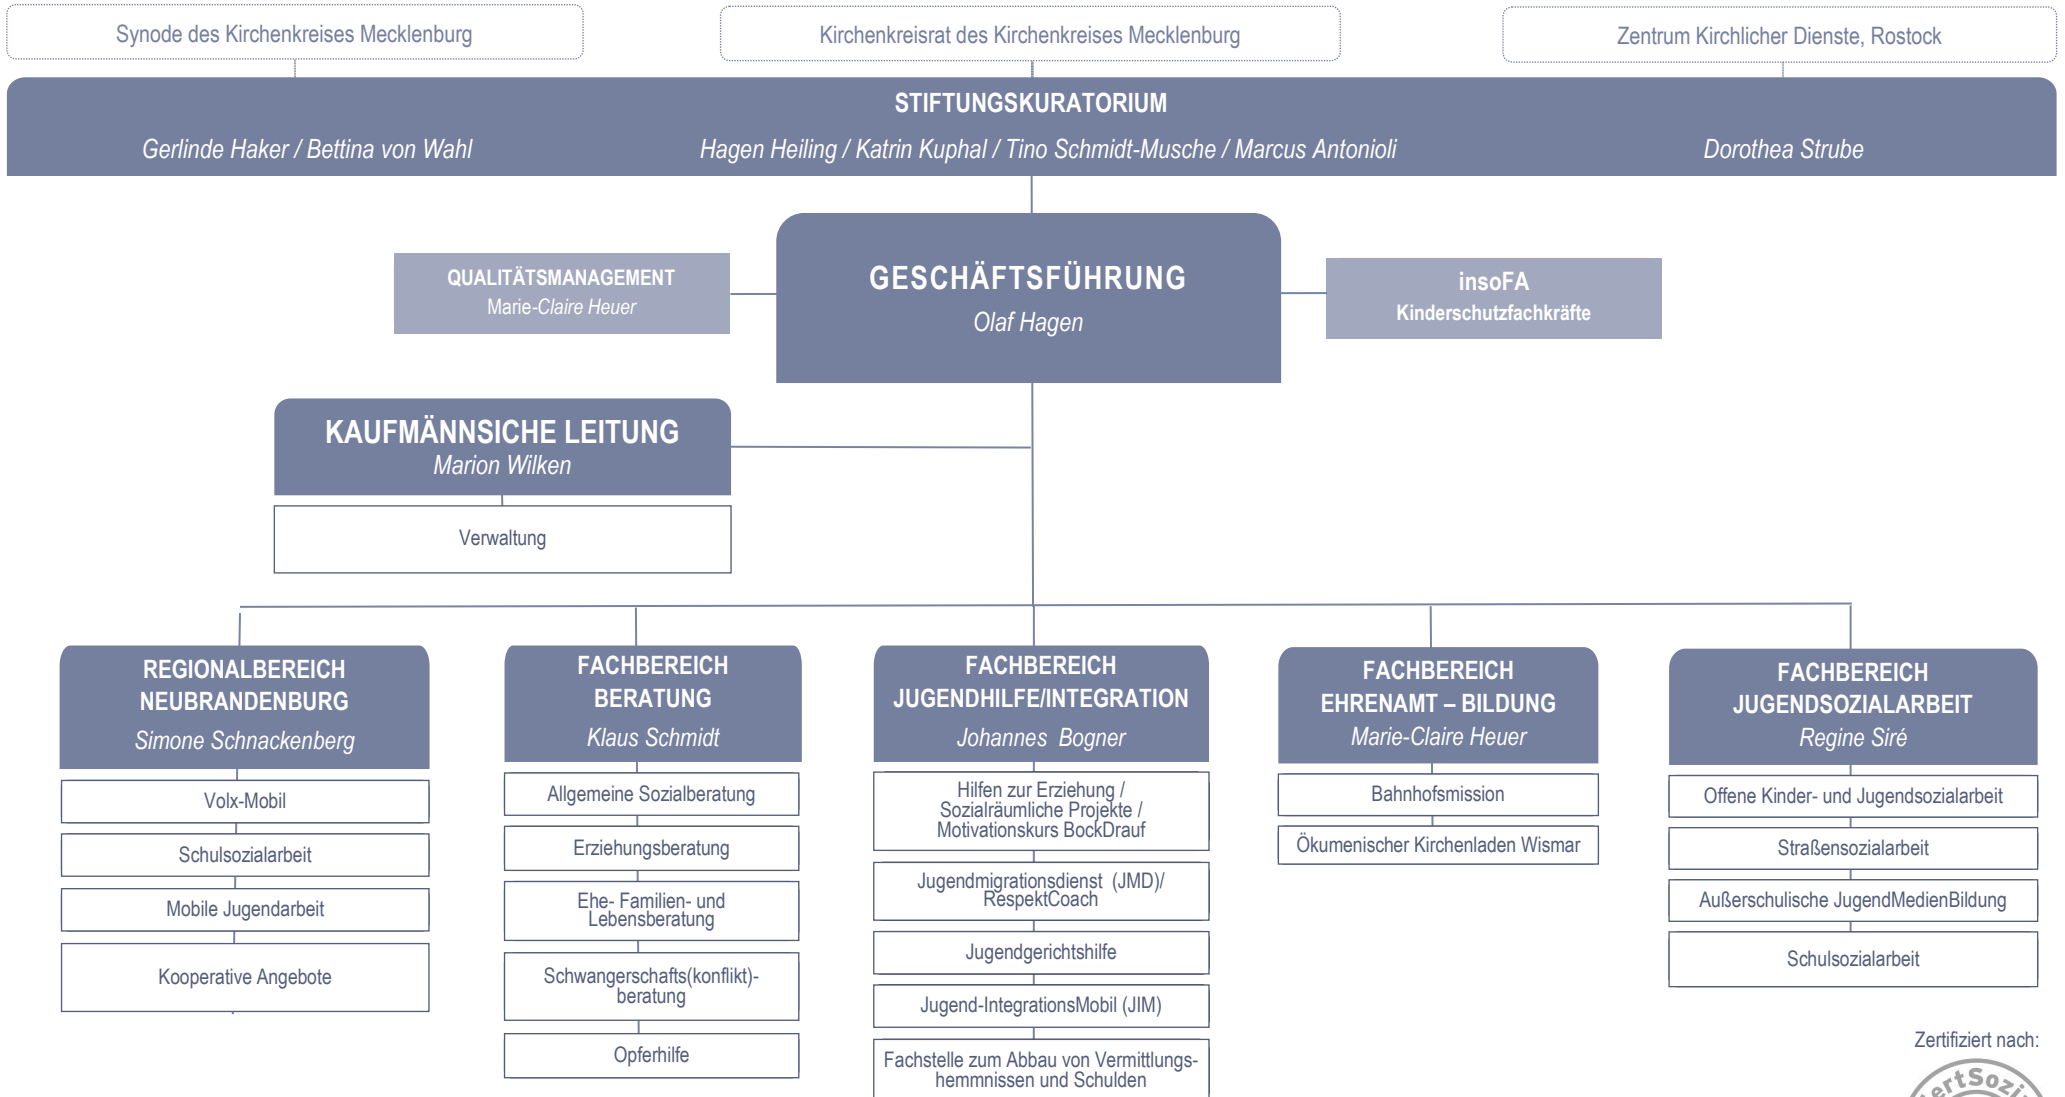 Synode des Kirchenkreises Mecklenburg
Kirchenkreisrat des Kirchenkreises Mecklenburg
Zentrum Kirchlicher Dienste, Rostock
STIFTUNGSKURATORIUM
Gerlinde Haker / Bettina von Wahl
Hagen Heiling / Katrin Kuphal / Tino Schmidt-Musche / Marcus Antonioli
Dorothea Strube
QUALITÄTSMANAGEMENT
Marie-Claire Heuer
GESCHÄFTSFÜHRUNG
Olaf Hagen
insoFA
Kinderschutzfachkräfte
KAUFMÄNNSICHE LEITUNG
Marion Wilken
Verwaltung
REGIONALBEREICH
NEUBRANDENBURG
Simone Schnackenberg
Volx-Mobil
Schulsozialarbeit
Mobile Jugendarbeit
Kooperative Angebote
FACHBEREICH
BERATUNG
Klaus Schmidt
Allgemeine Sozialberatung
Erziehungsberatung
Ehe- Familien- und
Lebensberatung
Schwangerschafts(konflikt)-
beratung
Opferhilfe
FACHBEREICH
JUGENDHILFE/INTEGRATION
Johannes Bogner
Hilfen zur Erziehung /
Sozialräumliche Projekte /
Motivationskurs BockDrauf
Jugendmigrationsdienst (JMD)/
RespektCoach
Jugendgerichtshilfe
Jugend-IntegrationsMobil (JIM)
Fachstelle zum Abbau von Vermittlungs-
hemmnissen und Schulden
FACHBEREICH
EHRENAMT – BILDUNG
Marie-Claire Heuer
Bahnhofsmission
Ökumenischer Kirchenladen Wismar
FACHBEREICH
JUGENDSOZIALARBEIT
Regine Siré
Offene Kinder- und Jugendsozialarbeit
Straßensozialarbeit
Außerschulische JugendMedienBildung
Schulsozialarbeit
Zertifiziert nach: